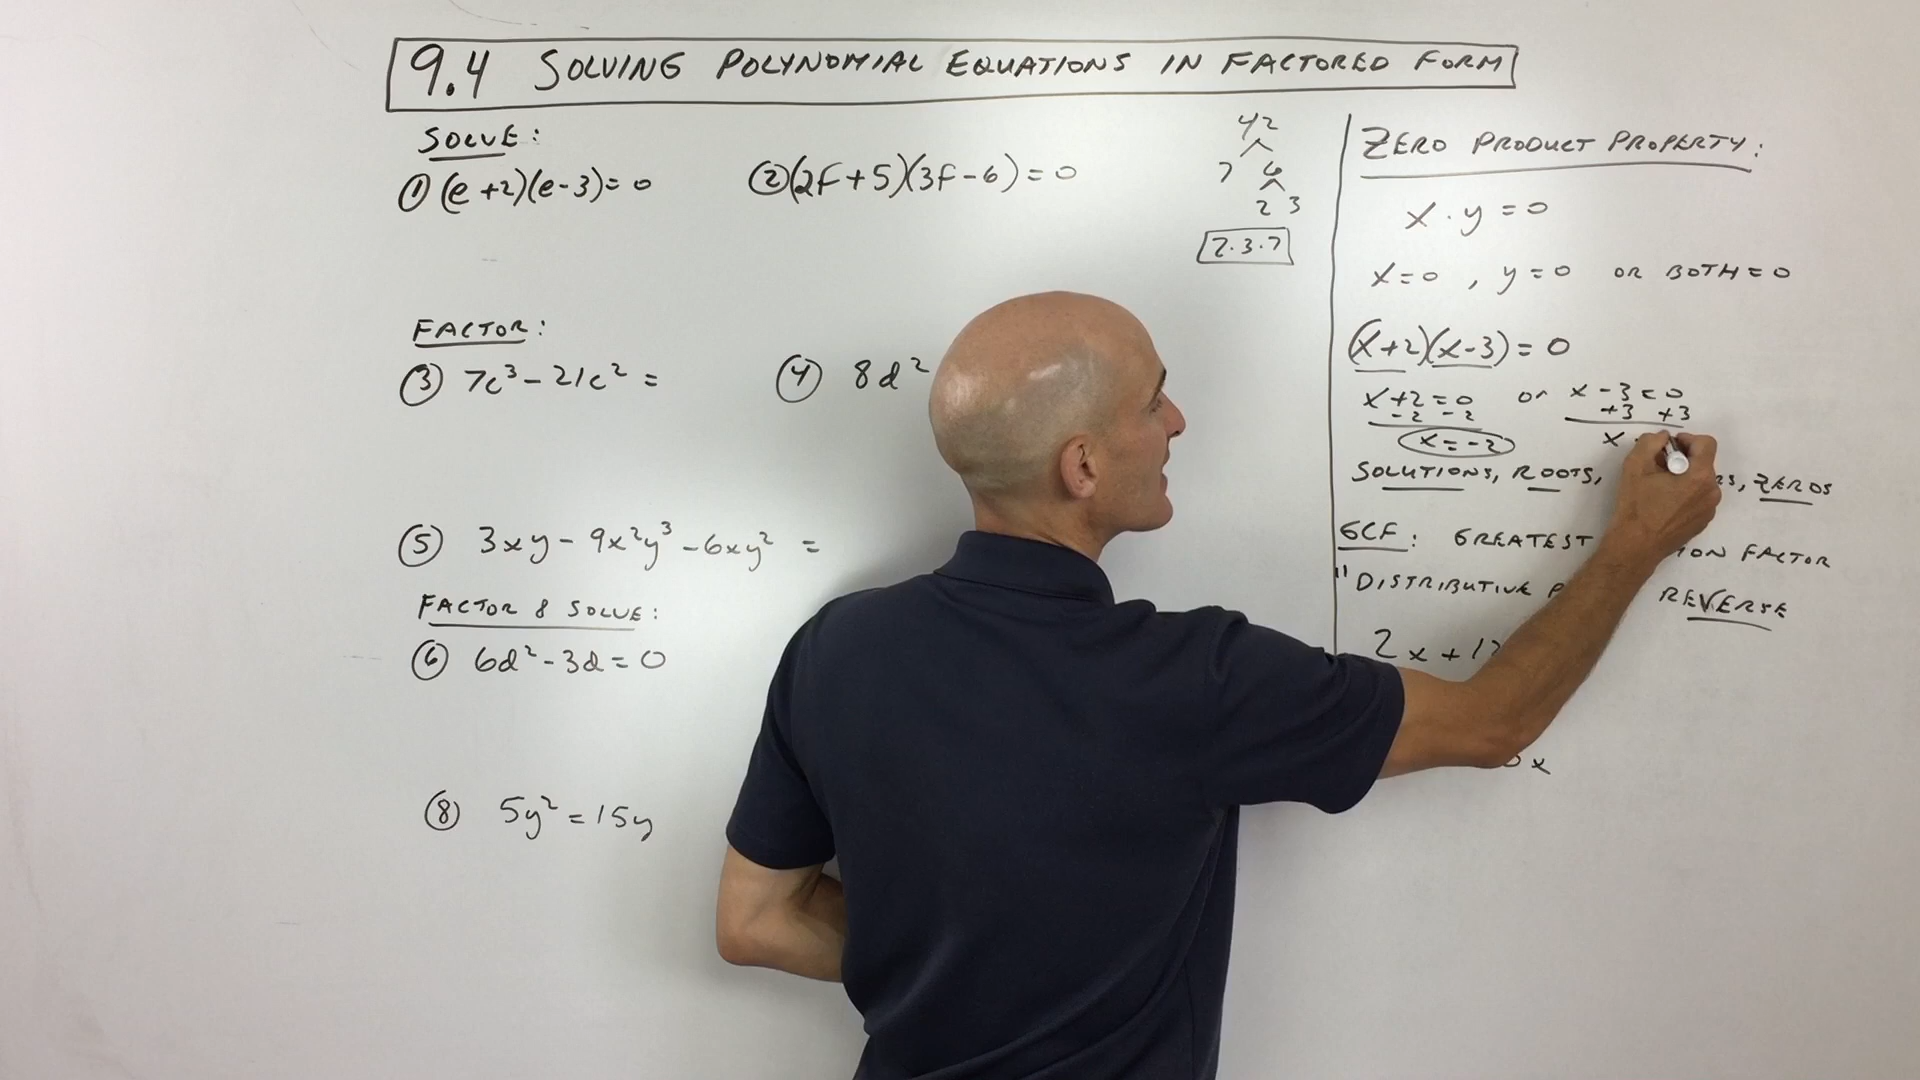 9.4 SOLVING POLYNOMIAL EQUATIONS IN FACTORED FORM
SOLVE:
① (e+2)(e-3)=0
② (2f+5)(3f-6)=0
FACTOR:
③ 7c³-21c² =
④ 8d²
⑤ 3xy-9x²y³-6xy² =
FACTOR & SOLVE:
⑥ 6d²-3d=0
⑧ 5y²=15y
42
7 6
2 3
2·3·7
ZERO PRODUCT PROPERTY:
x·y=0
x=0, y=0 OR BOTH=0
(x+2)(x-3)=0
x+2=0 or x-3=0
-2 -2 +3 +3
x=-2 x
SOLUTIONS, ROOTS, ZEROS
GCF: GREATEST FACTOR
"DISTRIBUTIVE REVERSE
2x+12
x